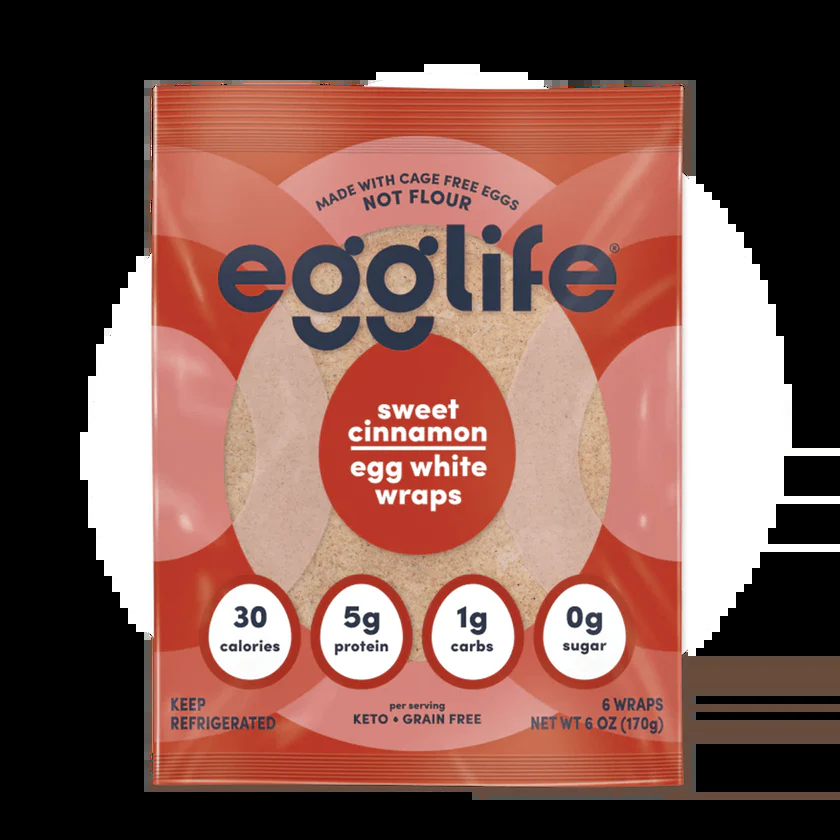 MADE WITH CAGE FREE EGGS
NOT FLOUR
egglife®
sweet
cinnamon
egg white
wraps
30
calories
5g
protein
1g
carbs
0g
sugar
KEEP
REFRIGERATED
per serving
KETO • GRAIN FREE
6 WRAPS
NET WT 6 OZ (170g)